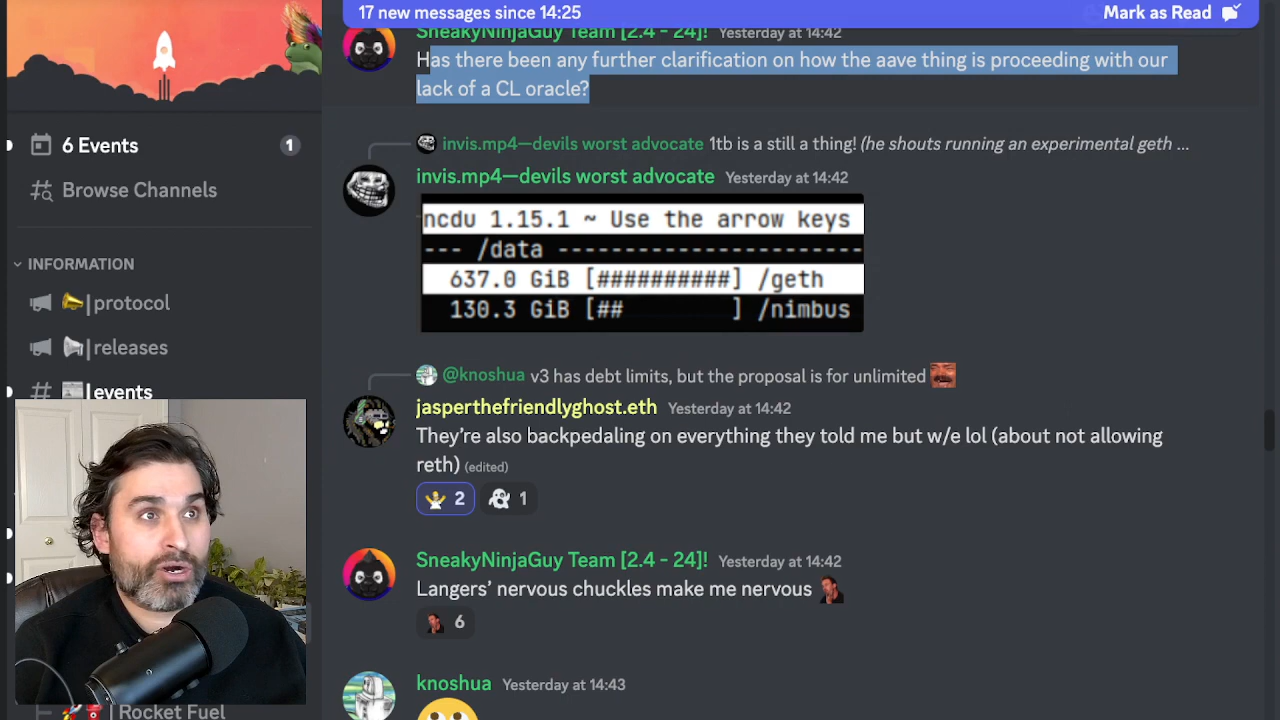 17 new messages since 14:25
Mark as Read
SneakyNinjaGuy Team [2.4 - 24]! Yesterday at 14:42
Has there been any further clarification on how the aave thing is proceeding with our
lack of a CL oracle?
6 Events
1
Browse Channels
INFORMATION
protocol
releases
events
Rocket Fuel
invis.mp4—devils worst advocate 1tb is a still a thing! (he shouts running an experimental geth ...
invis.mp4—devils worst advocate Yesterday at 14:42
ncdu 1.15.1 ~ Use the arrow keys
--- /data -----------------------
637.0 GiB [##########] /geth
130.3 GiB [##        ] /nimbus
@knoshua v3 has debt limits, but the proposal is for unlimited
jasperthefriendlyghost.eth Yesterday at 14:42
They're also backpedaling on everything they told me but w/e lol (about not allowing
reth) (edited)
2 1
SneakyNinjaGuy Team [2.4 - 24]! Yesterday at 14:42
Langers' nervous chuckles make me nervous
6
knoshua Yesterday at 14:43